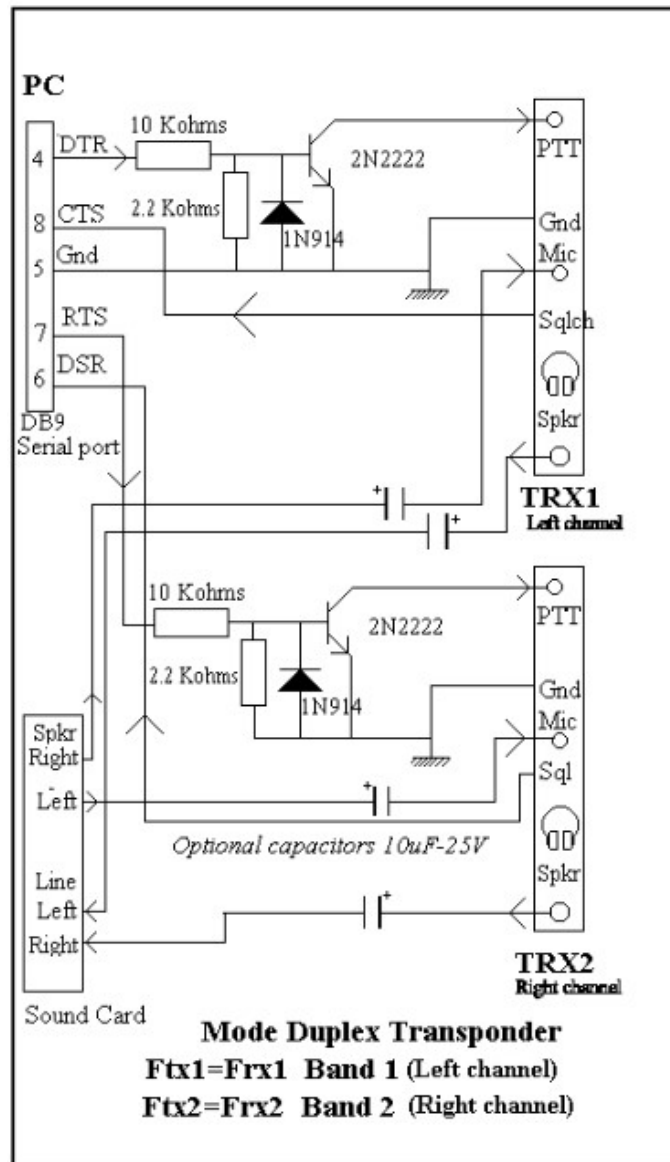 PC
DTR
10 Kohms
4
2N2222
PTT
2.2 Kohms
8
CTS
1N914
Gnd
5
Gnd
Mic
7
RTS
Sqlch
6
DSR
DB9
Serial port
Spkr
+
+
TRX1
Left channel
10 Kohms
2N2222
PTT
2.2 Kohms
1N914
Gnd
Mic
Sql
Spkr
Right
Left
+
Optional capacitors 10uF-25V
Line
Left
Right
Spkr
+
TRX2
Right channel
Sound Card
Mode Duplex Transponder
Ftx1=Frx1 Band 1 (Left channel)
Ftx2=Frx2 Band 2 (Right channel)